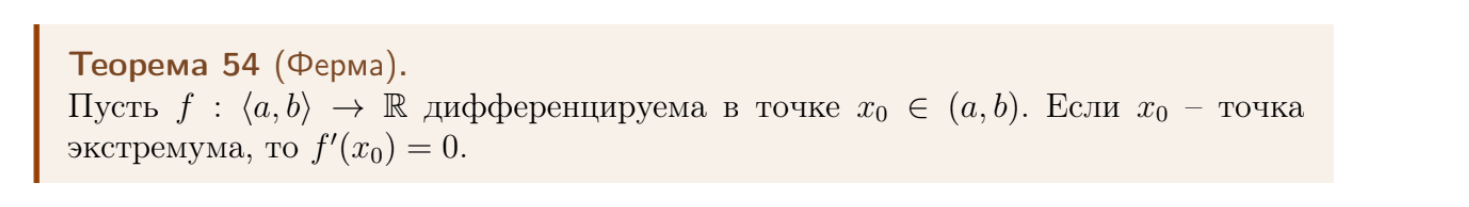 Теорема 54 (Ферма).
Пусть f : ⟨a, b⟩ → ℝ дифференцируема в точке x₀ ∈ (a, b). Если x₀ – точка
экстремума, то f′(x₀) = 0.